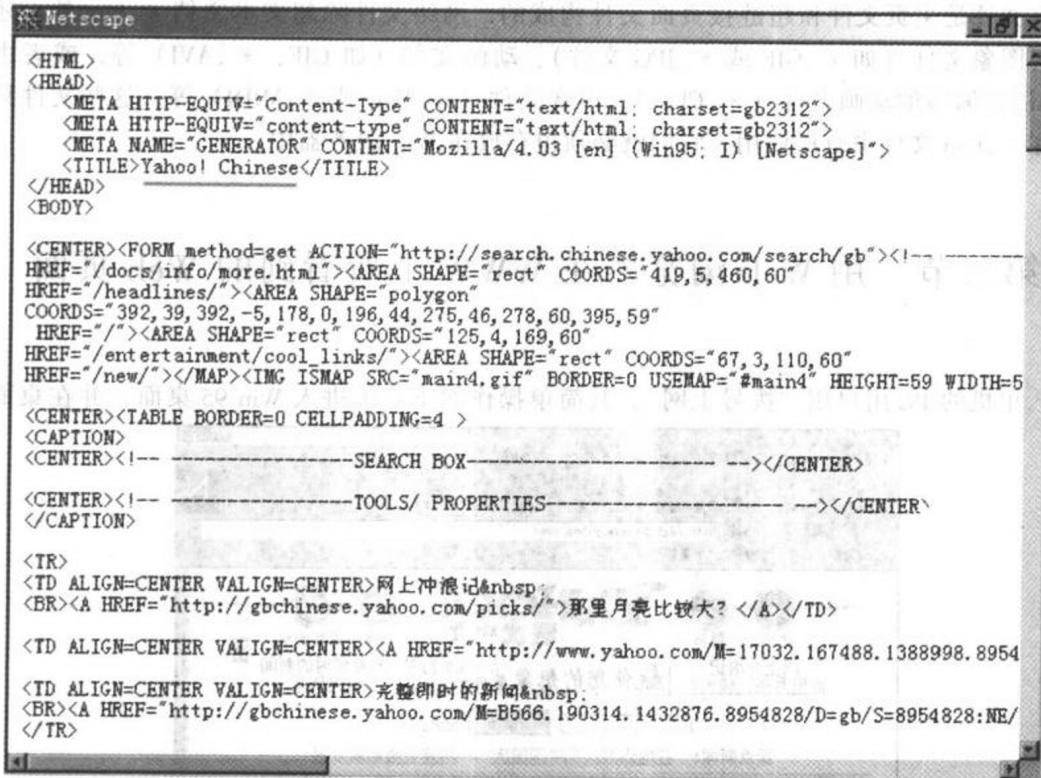 Netscape
<HTML>
<HEAD>
<META HTTP-EQUIV="Content-Type" CONTENT="text/html; charset=gb2312">
<META HTTP-EQUIV="content-type" CONTENT="text/html; charset=gb2312">
<META NAME="GENERATOR" CONTENT="Mozilla/4.03 [en] (Win95; I) [Netscape]">
<TITLE>Yahoo! Chinese</TITLE>
</HEAD>
<BODY>
<CENTER><FORM method=get ACTION="http://search.chinese.yahoo.com/search/gb"><!-------------
HREF="/docs/info/more.html"><AREA SHAPE="rect" COORDS="419,6,460,60"
HREF="/headlines/"><AREA SHAPE="polygon"
COORDS="392,39,392,-5,178,0,196,44,275,46,278,60,395,59"
HREF="/"><AREA SHAPE="rect" COORDS="125,4,169,60"
HREF="/entertainment/cool_links/"><AREA SHAPE="rect" COORDS="67,3,110,60"
HREF="/new/"></MAP><IMG ISMAP SRC="main4.gif" BORDER=0 USEMAP="#main4" HEIGHT=59 WIDTH=5
<CENTER><TABLE BORDER=0 CELLPADDING=4 >
<CAPTION>
<CENTER><!-- --------------------SEARCH BOX----------------------------- --></CENTER>
<CENTER><!-- --------------------TOOLS/ PROPERTIES----------------------------></CENTER
</CAPTION>
<TR>
<TD ALIGN=CENTER VALIGN=CENTER>网上冲浪记&nbsp;
<BR><A HREF="http://gbchinese.yahoo.com/picks/">那里月亮比较大? </A></TD>
<TD ALIGN=CENTER VALIGN=CENTER><A HREF="http://www.yahoo.com/M=17032.167488.1388998.8954
<TD ALIGN=CENTER VALIGN=CENTER>完整即时的新闻&nbsp;
<BR><A HREF="http://gbchinese.yahoo.com/M=B566.190314.1432876.8954828/D=gb/S=8954828:NE/
</TR>